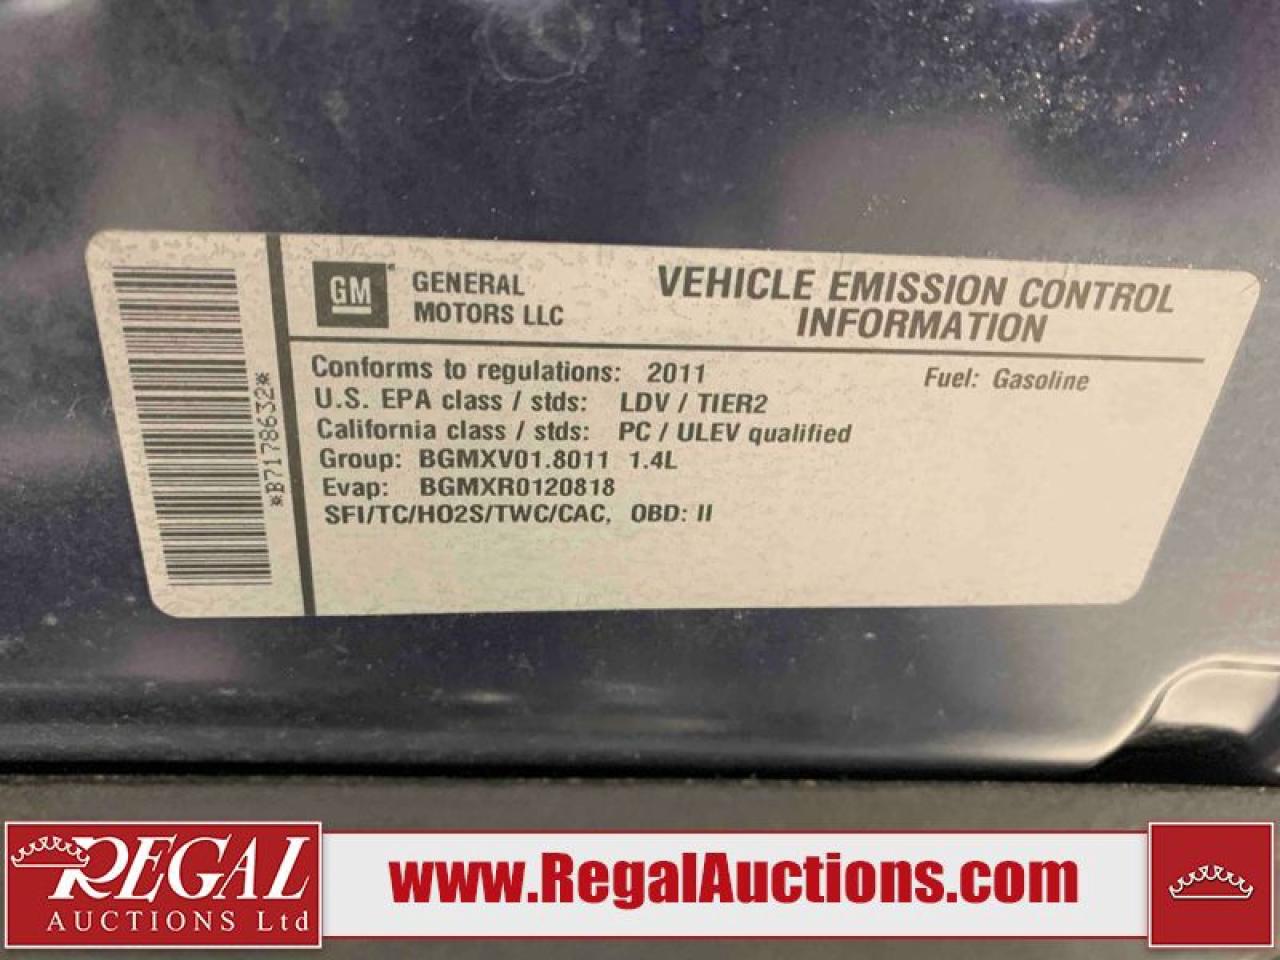 *B7178632*
GM
GENERAL
MOTORS LLC
VEHICLE EMISSION CONTROL
INFORMATION
Conforms to regulations: 2011
Fuel: Gasoline
U.S. EPA class / stds: LDV / TIER2
California class / stds: PC / ULEV qualified
Group: BGMXV01.8011 1.4L
Evap: BGMXR0120818
SFI/TC/HO2S/TWC/CAC, OBD: II
REGAL
AUCTIONS Ltd
www.RegalAuctions.com